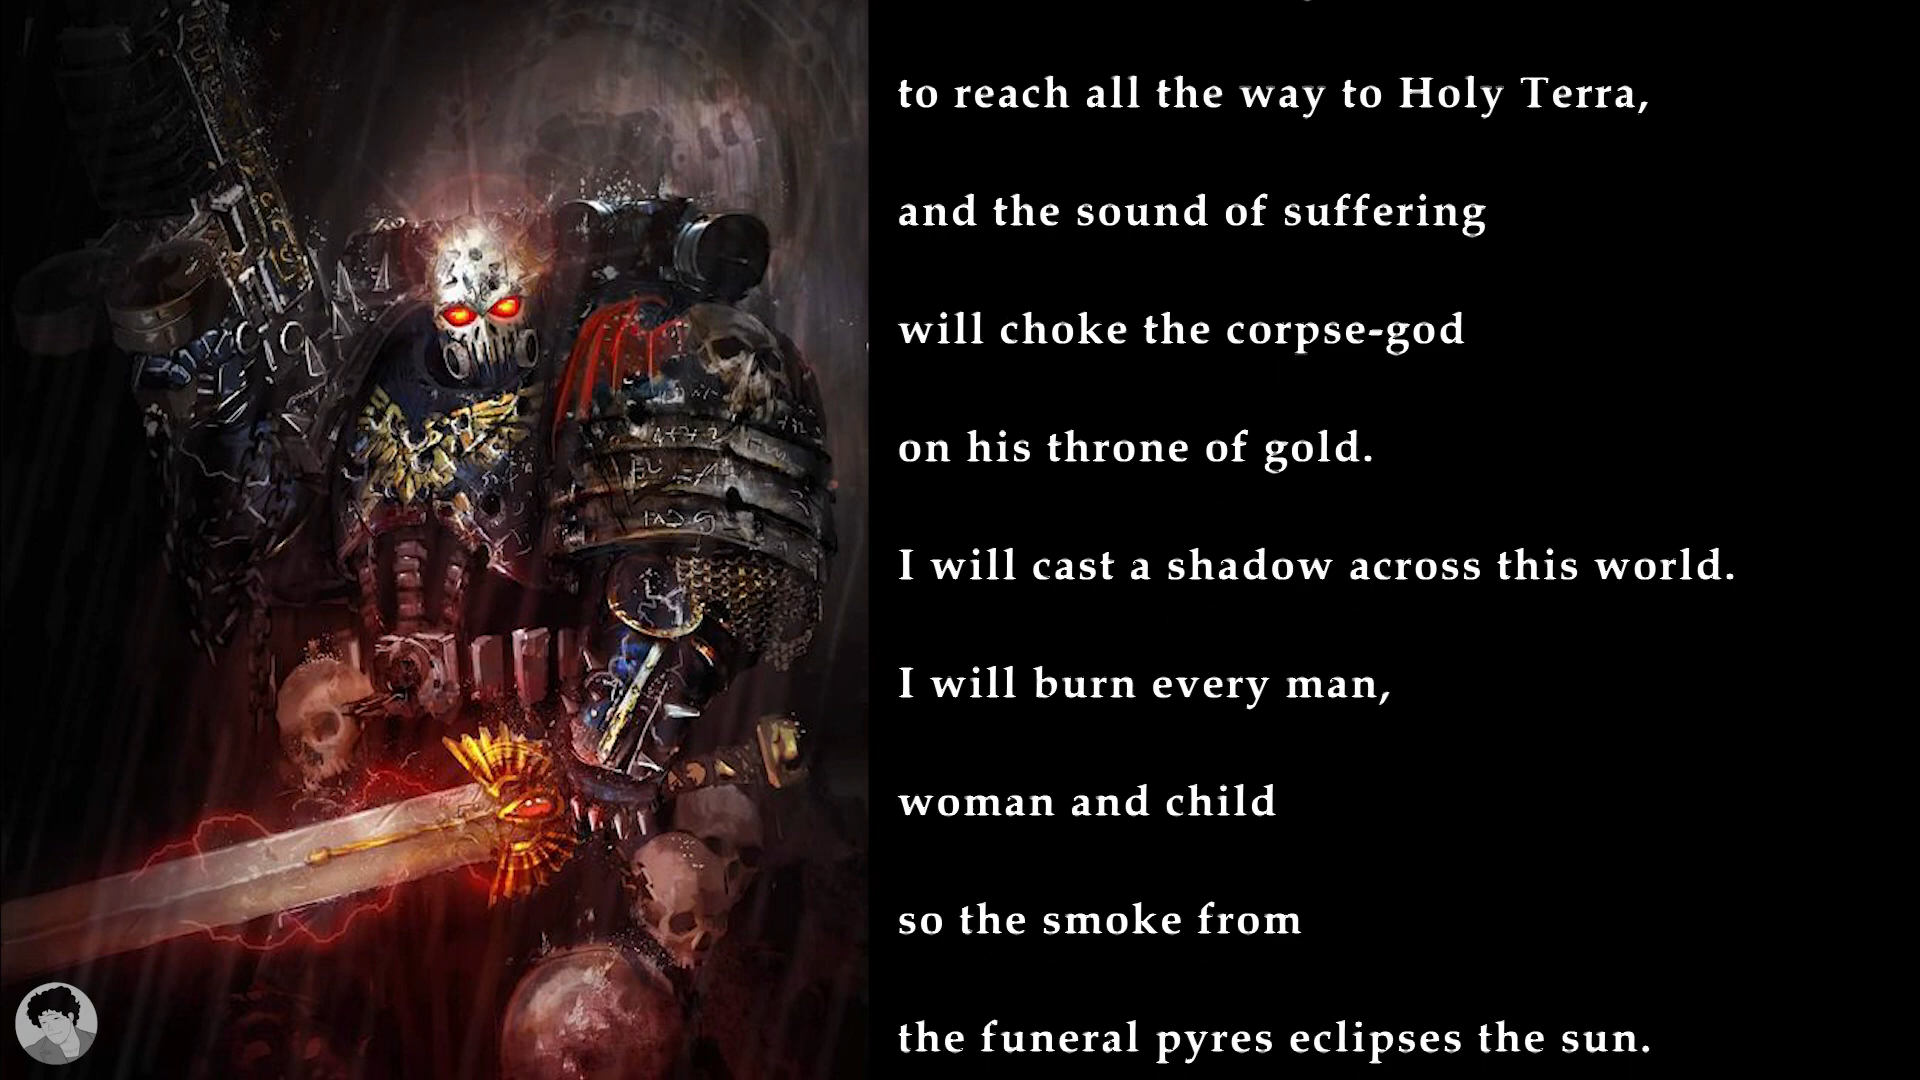 to reach all the way to Holy Terra,
and the sound of suffering
will choke the corpse-god
on his throne of gold.
I will cast a shadow across this world.
I will burn every man,
woman and child
so the smoke from
the funeral pyres eclipses the sun.